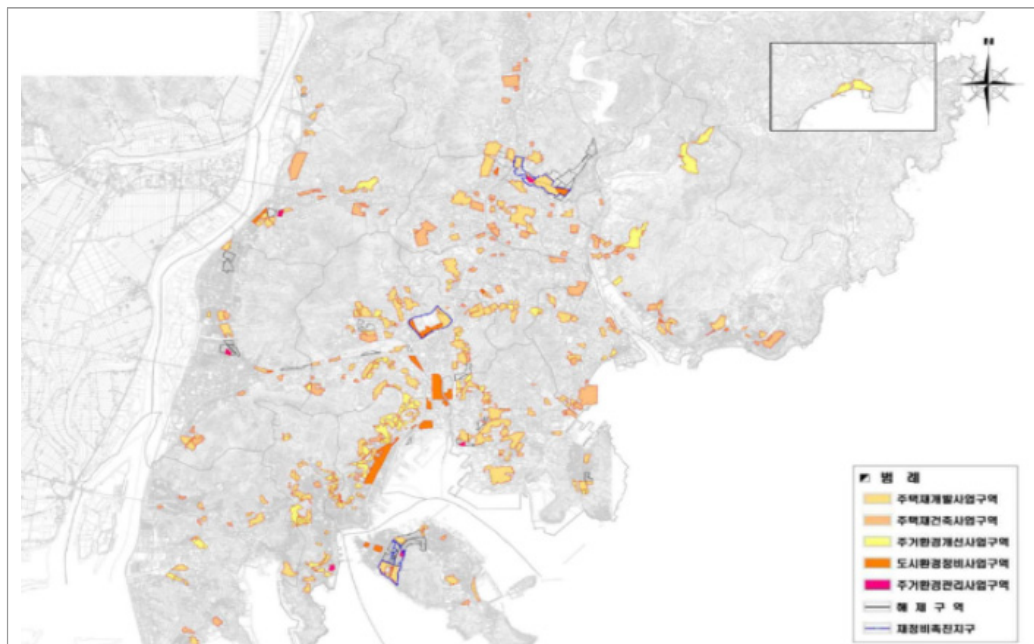 N
범 례
주택재개발사업구역
주택재건축사업구역
주거환경개선사업구역
도시환경정비사업구역
주거환경관리사업구역
해 제 구 역
재정비촉진지구